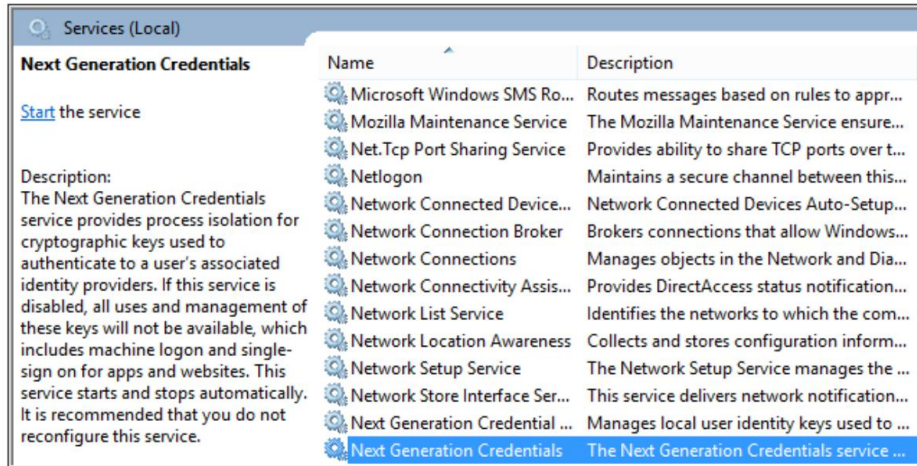 Services (Local)
Next Generation Credentials
Start the service
Description:
The Next Generation Credentials
service provides process isolation for
cryptographic keys used to
authenticate to a user's associated
identity providers. If this service is
disabled, all uses and management of
these keys will not be available, which
includes machine logon and single-
sign on for apps and websites. This
service starts and stops automatically.
It is recommended that you do not
reconfigure this service.
Name Description
Microsoft Windows SMS Ro... Routes messages based on rules to appr...
Mozilla Maintenance Service The Mozilla Maintenance Service ensure...
Net.Tcp Port Sharing Service Provides ability to share TCP ports over t...
Netlogon Maintains a secure channel between this...
Network Connected Device... Network Connected Devices Auto-Setup...
Network Connection Broker Brokers connections that allow Windows...
Network Connections Manages objects in the Network and Dia...
Network Connectivity Assis... Provides DirectAccess status notification...
Network List Service Identifies the networks to which the com...
Network Location Awareness Collects and stores configuration inform...
Network Setup Service The Network Setup Service manages the ...
Network Store Interface Ser... This service delivers network notification...
Next Generation Credential ... Manages local user identity keys used to ...
Next Generation Credentials The Next Generation Credentials service ...